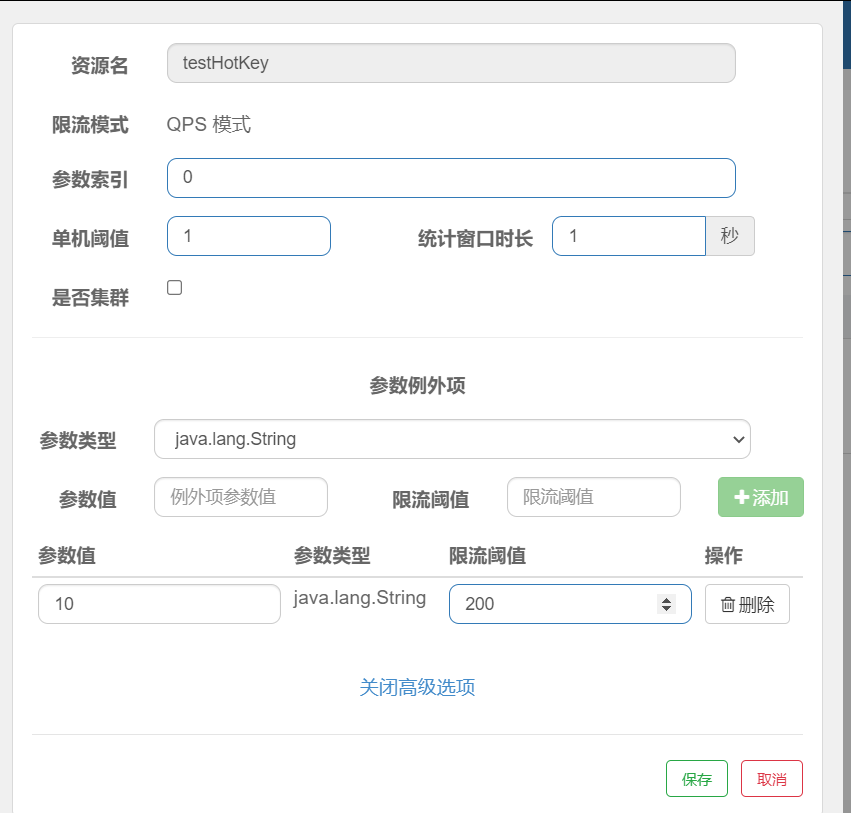 资源名 testHotKey
限流模式 QPS 模式
参数索引 0
单机阈值 1 统计窗口时长 1 秒
是否集群
参数例外项
参数类型 java.lang.String
参数值 例外项参数值 限流阈值 限流阈值 添加
参数值 参数类型 限流阈值 操作
10 java.lang.String 200 删除
关闭高级选项
保存 取消